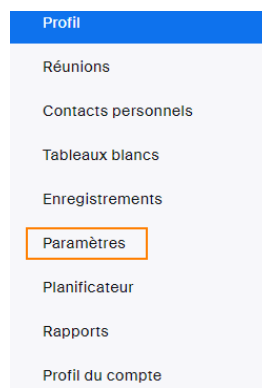 Profil
Réunions
Contacts personnels
Tableaux blancs
Enregistrements
Paramètres
Planificateur
Rapports
Profil du compte